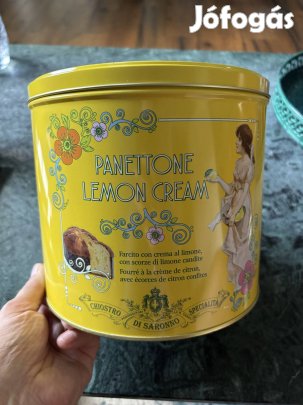 Jófogás
PANETTONE
LEMON CREAM
Farcito con crema al limone,
con scorze di limone candite
Fourré à la crème de citron,
avec écorces de citron confites
CHIOSTRO DI SARONNO SPECIALITÀ